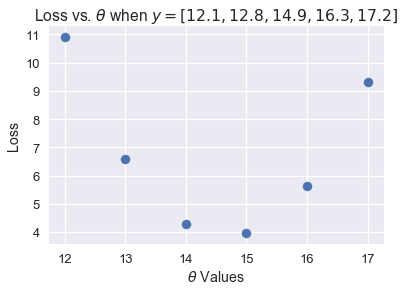 Loss vs. θ when y = [12.1, 12.8, 14.9, 16.3, 17.2]
11
10
9
8
7
6
5
4
Loss
12 13 14 15 16 17
θ Values